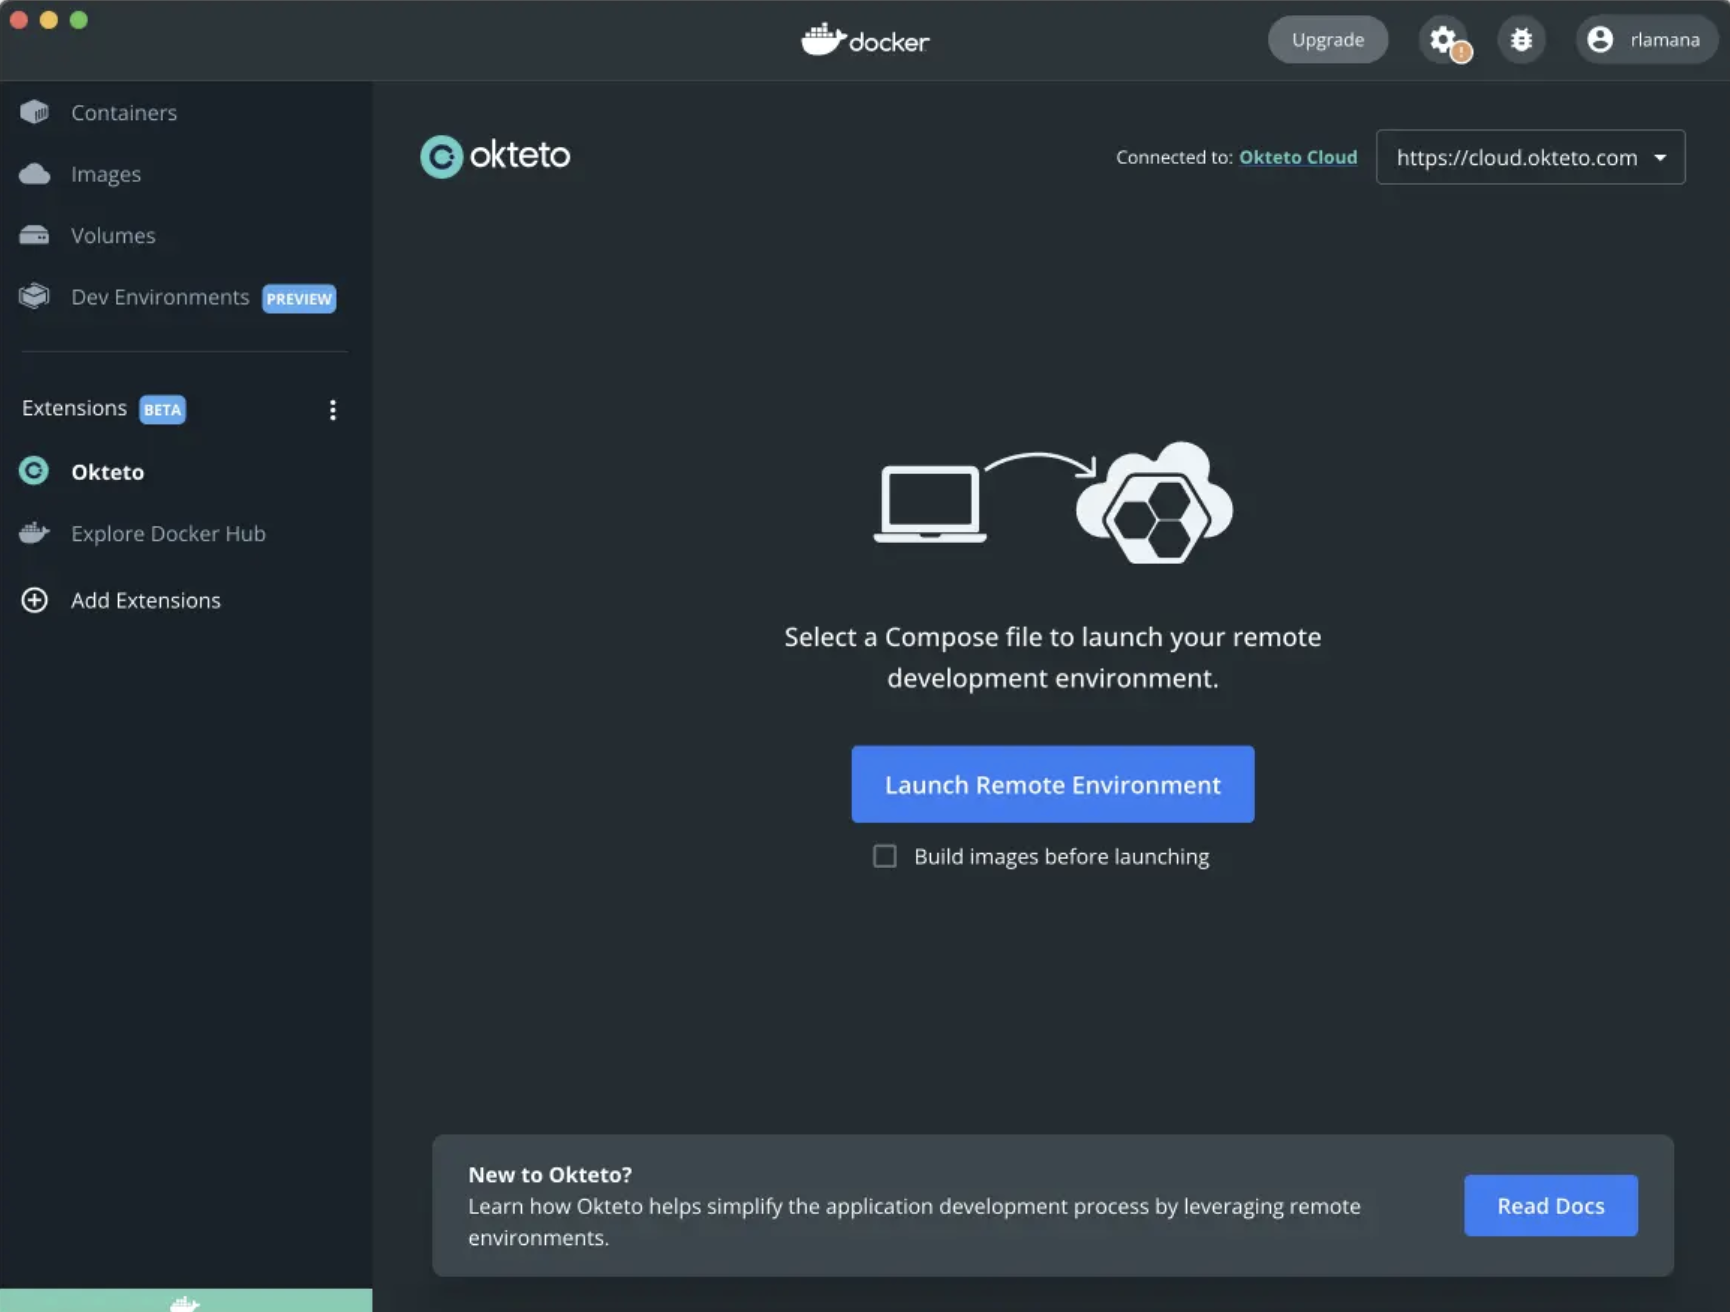 docker
Upgrade
rlamana
Containers
Images
Volumes
Dev Environments PREVIEW
Extensions BETA
Okteto
Explore Docker Hub
Add Extensions
okteto
Connected to: Okteto Cloud
https://cloud.okteto.com
Select a Compose file to launch your remote
development environment.
Launch Remote Environment
Build images before launching
New to Okteto?
Learn how Okteto helps simplify the application development process by leveraging remote
environments.
Read Docs